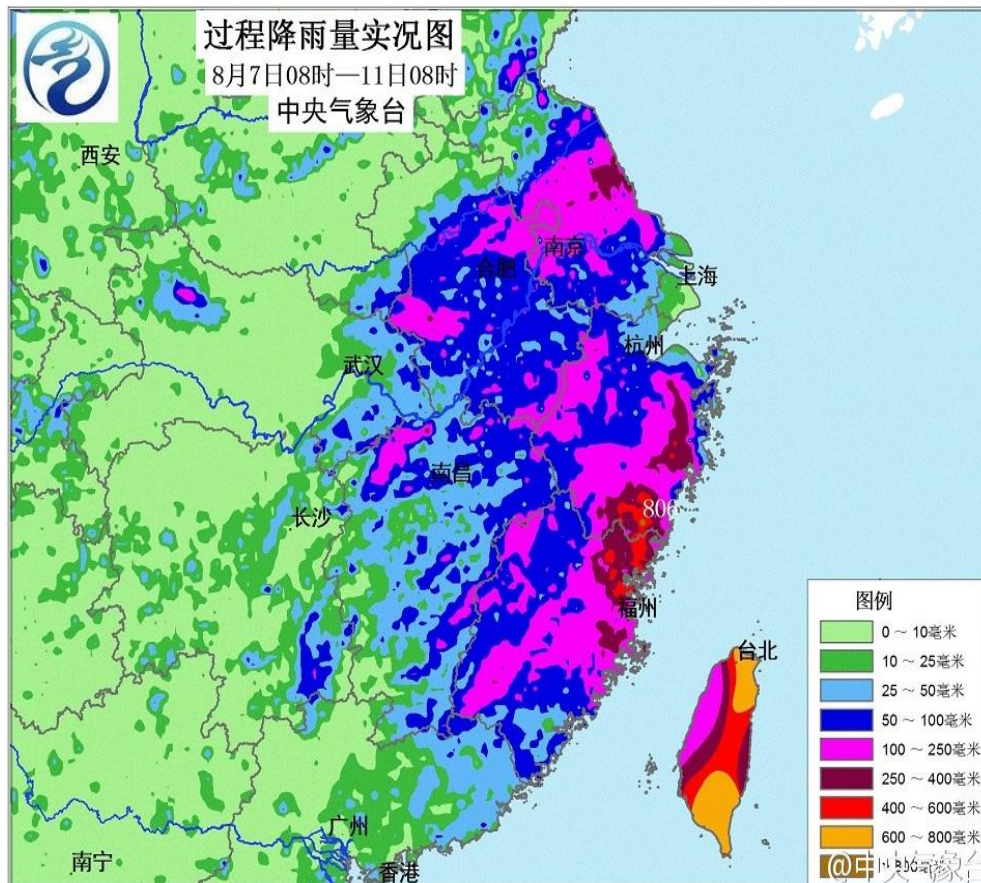 过程降雨量实况图
8月7日08时—11日08时
中央气象台
西安
南京
合肥
上海
杭州
武汉
南昌
长沙
806
福州
台北
广州
香港
南宁
图例
0～10毫米
10～25毫米
25～50毫米
50～100毫米
100～250毫米
250～400毫米
400～600毫米
600～800毫米
@中央气象台